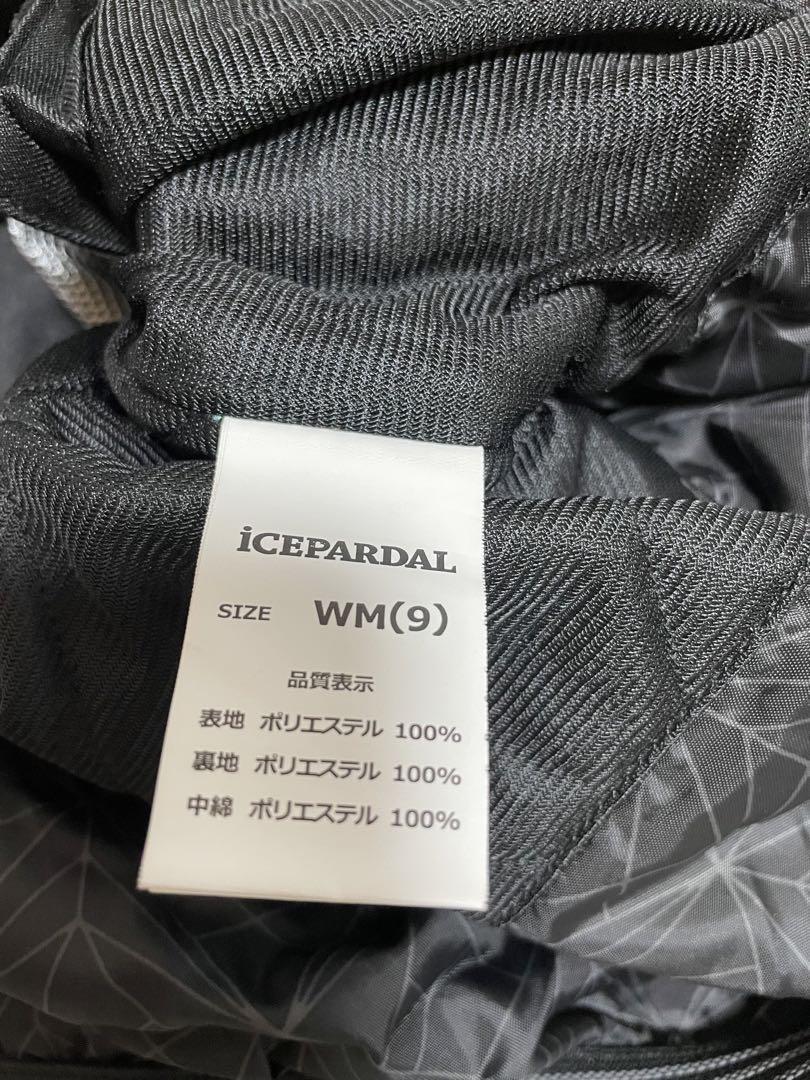 iCEPARDAL
SIZE WM(9)
品質表示
表地 ポリエステル 100%
裏地 ポリエステル 100%
中綿 ポリエステル 100%